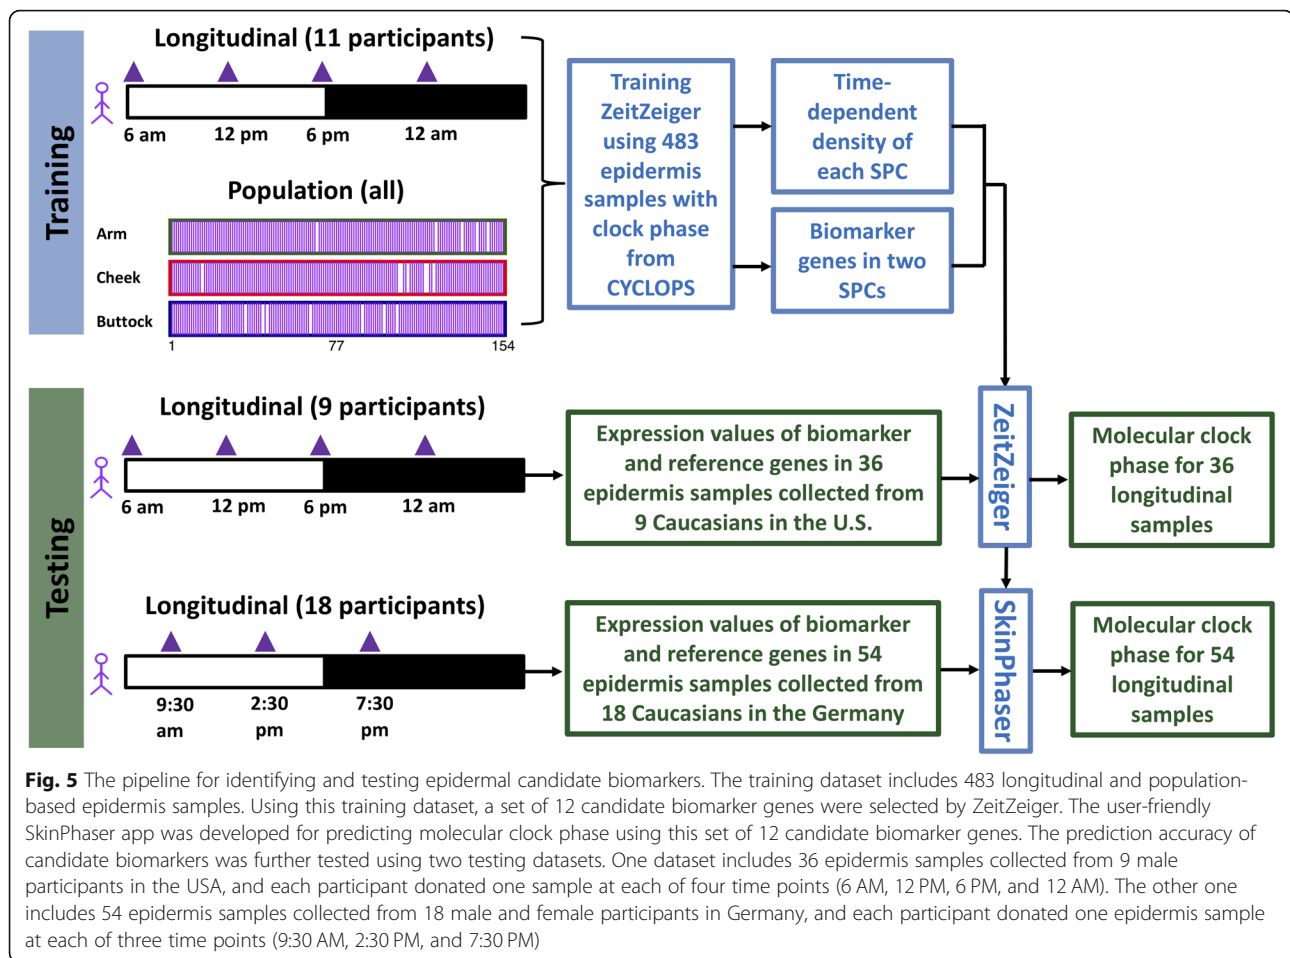 Training
Longitudinal (11 participants)
6 am 12 pm 6 pm 12 am
Population (all)
Arm
Cheek
Buttock
1 77 154
Training
ZeitZeiger
using 483
epidermis
samples with
clock phase
from
CYCLOPS
Time-
dependent
density of
each SPC
Biomarker
genes in two
SPCs
Testing
Longitudinal (9 participants)
6 am 12 pm 6 pm 12 am
Expression values of biomarker
and reference genes in 36
epidermis samples collected from
9 Caucasians in the U.S.
ZeitZeiger
Molecular clock
phase for 36
longitudinal
samples
Longitudinal (18 participants)
9:30 2:30 7:30
am pm pm
Expression values of biomarker
and reference genes in 54
epidermis samples collected from
18 Caucasians in the Germany
SkinPhaser
Molecular clock
phase for 54
longitudinal
samples
Fig. 5 The pipeline for identifying and testing epidermal candidate biomarkers. The training dataset includes 483 longitudinal and population-
based epidermis samples. Using this training dataset, a set of 12 candidate biomarker genes were selected by ZeitZeiger. The user-friendly
SkinPhaser app was developed for predicting molecular clock phase using this set of 12 candidate biomarker genes. The prediction accuracy of
candidate biomarkers was further tested using two testing datasets. One dataset includes 36 epidermis samples collected from 9 male
participants in the USA, and each participant donated one sample at each of four time points (6 AM, 12 PM, 6 PM, and 12 AM). The other one
includes 54 epidermis samples collected from 18 male and female participants in Germany, and each participant donated one epidermis sample
at each of three time points (9:30 AM, 2:30 PM, and 7:30 PM)